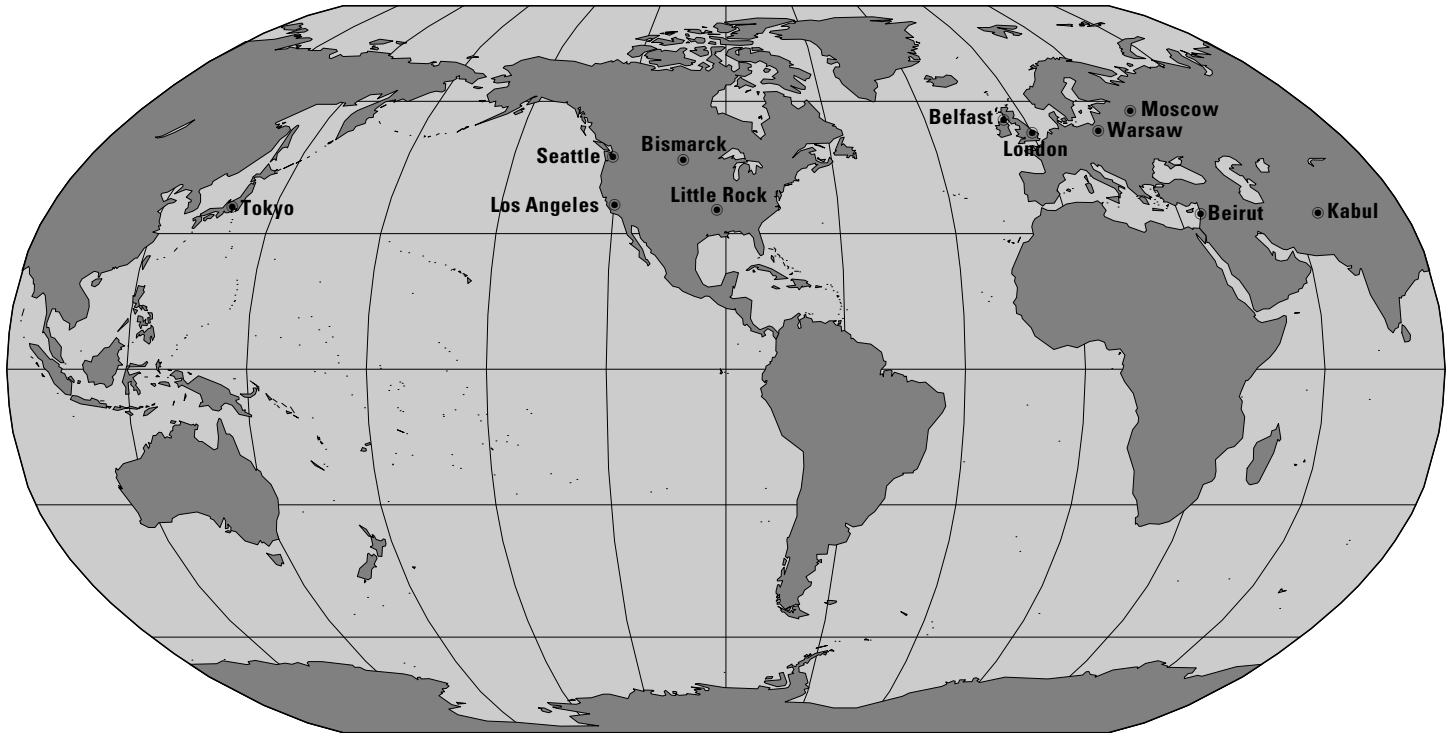 Moscow
Belfast
Warsaw
London
Bismarck
Seattle
Little Rock
Los Angeles
Tokyo
Beirut
Kabul